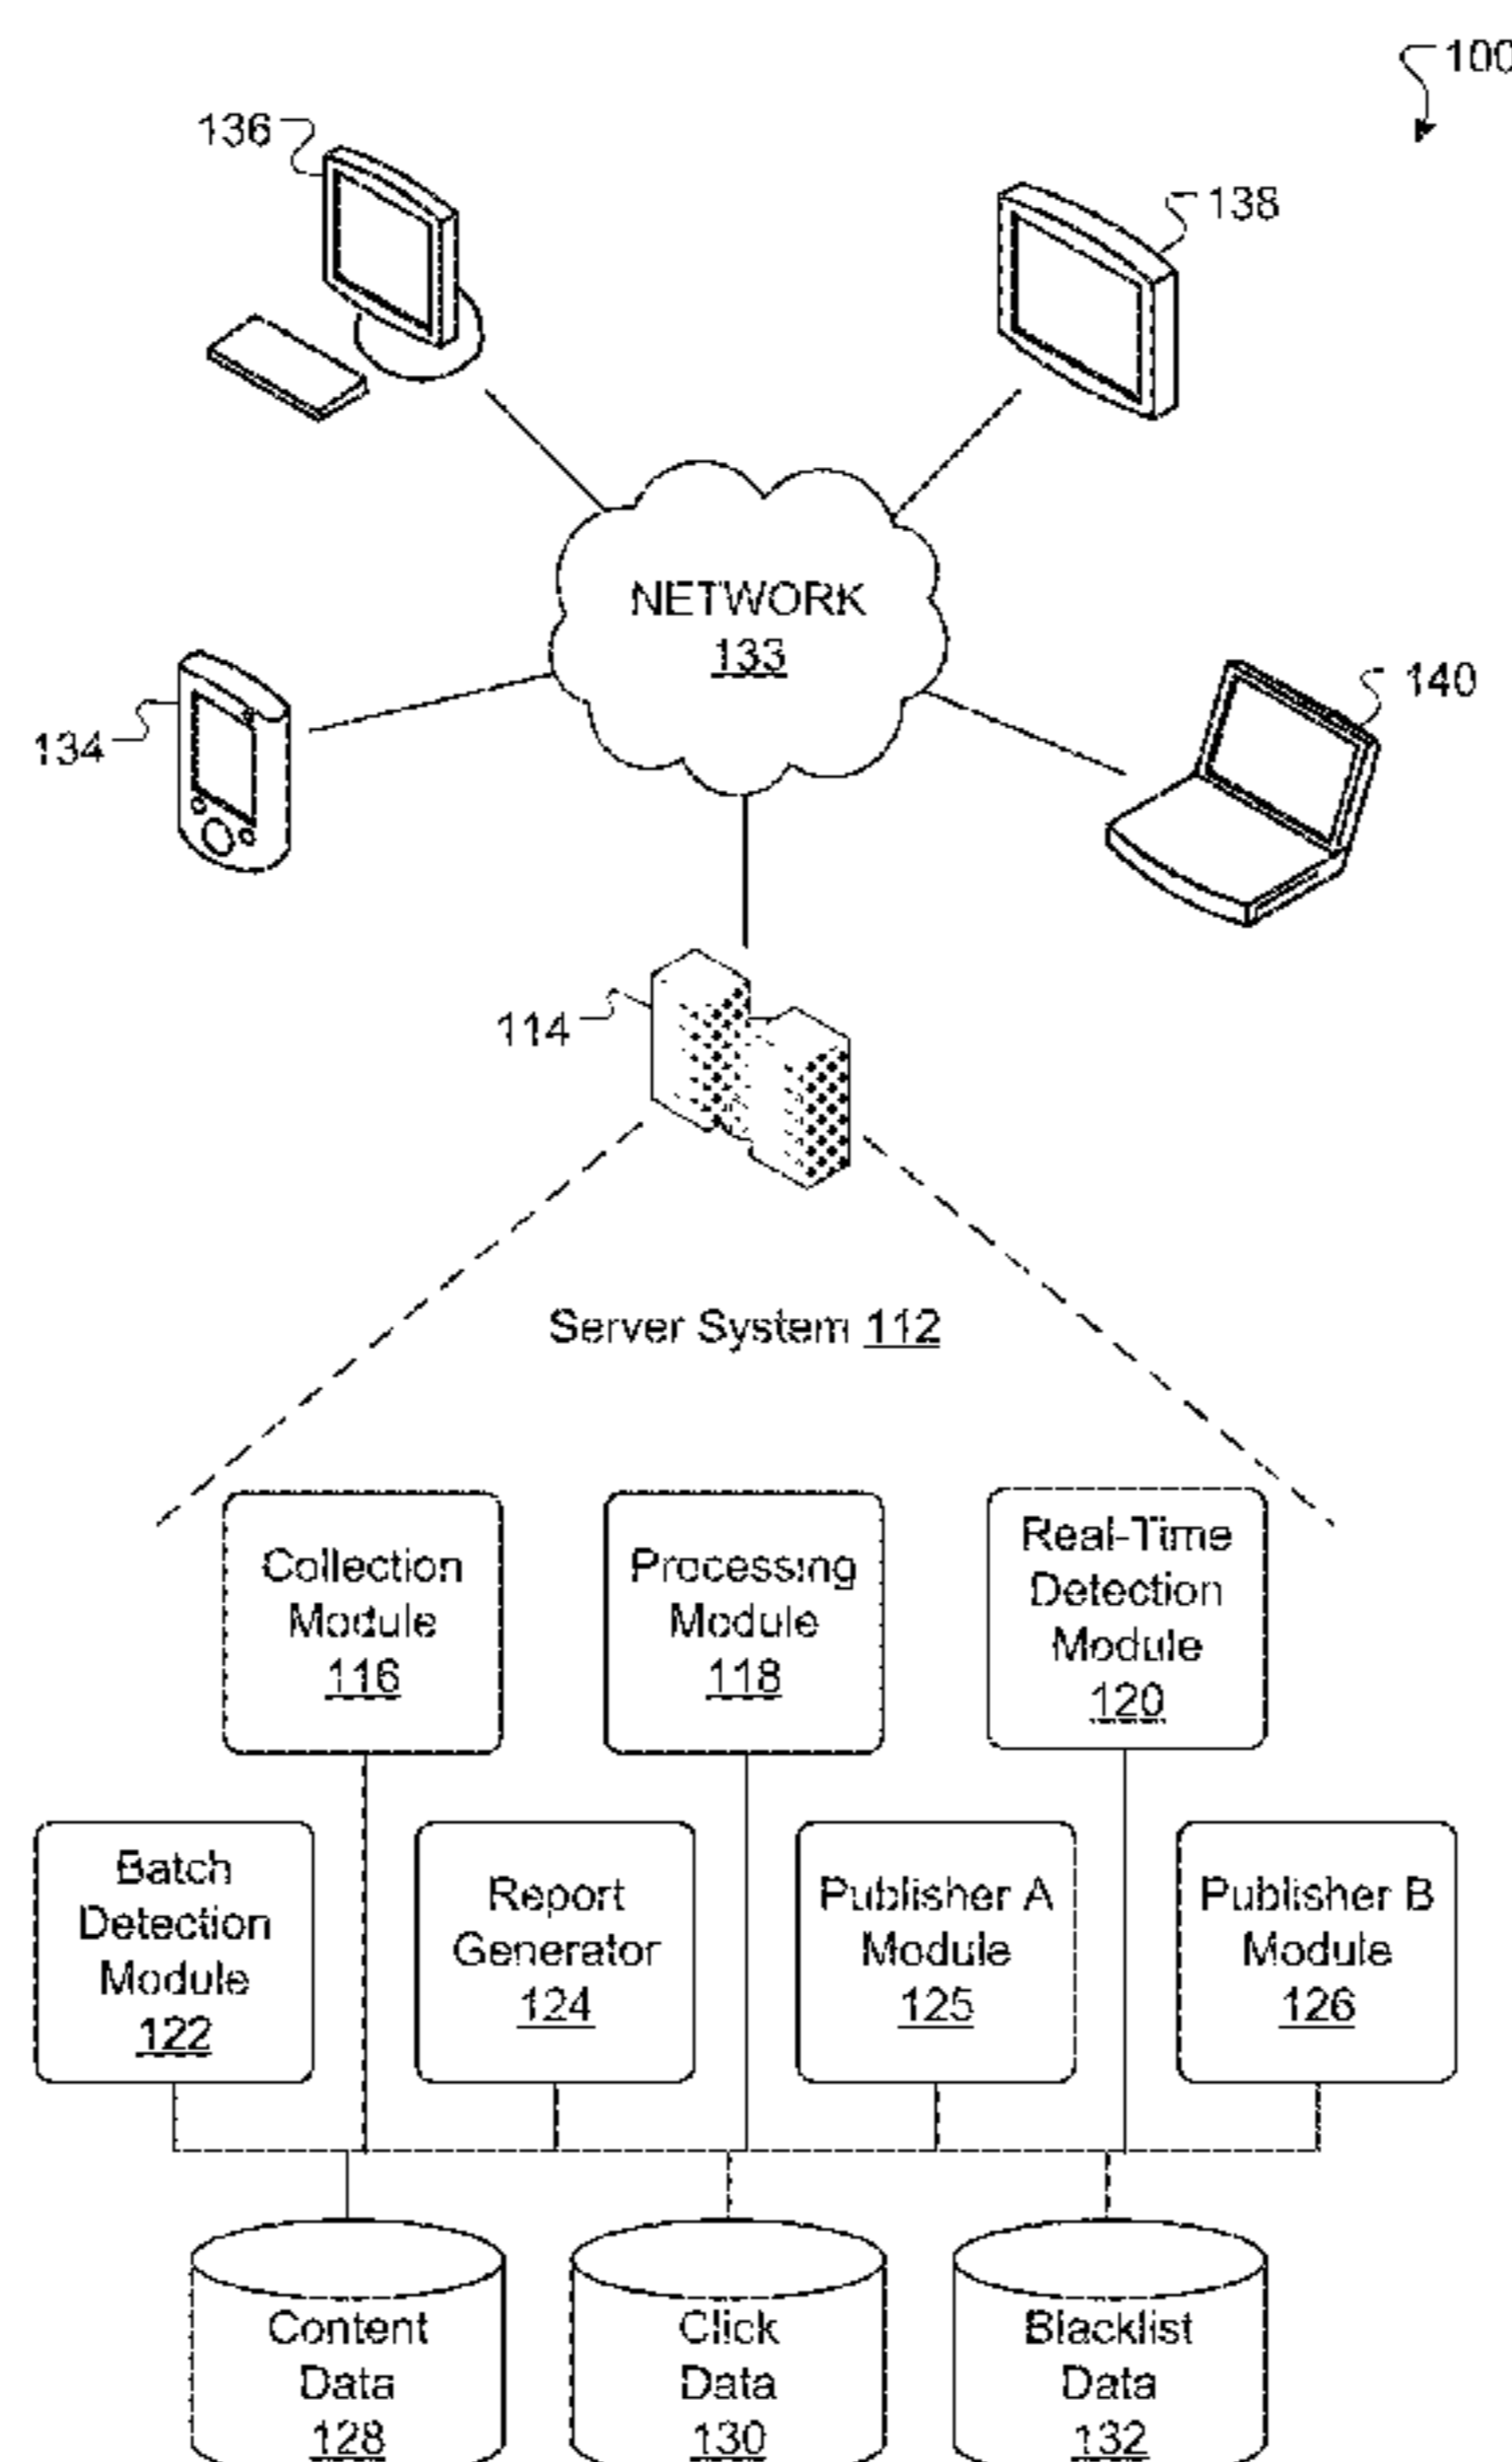 100
136
138
NETWORK
133
134
140
114
Server System 112
Collection
Module
116
Processing
Module
118
Real-Time
Detection
Module
120
Batch
Detection
Module
122
Report
Generator
124
Publisher A
Module
125
Publisher B
Module
126
Content
Data
128
Click
Data
130
Blacklist
Data
132